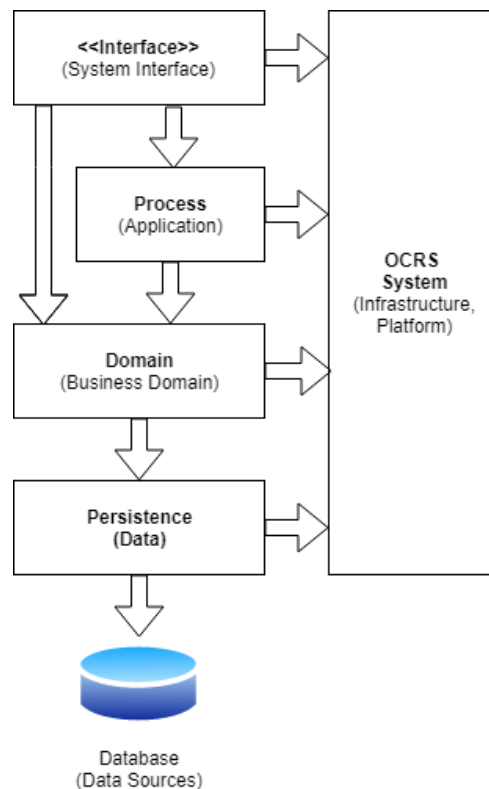 <<Interface>>
(System Interface)
Process
(Application)
OCRS
System
(Infrastructure,
Platform)
Domain
(Business Domain)
Persistence
(Data)
Database
(Data Sources)